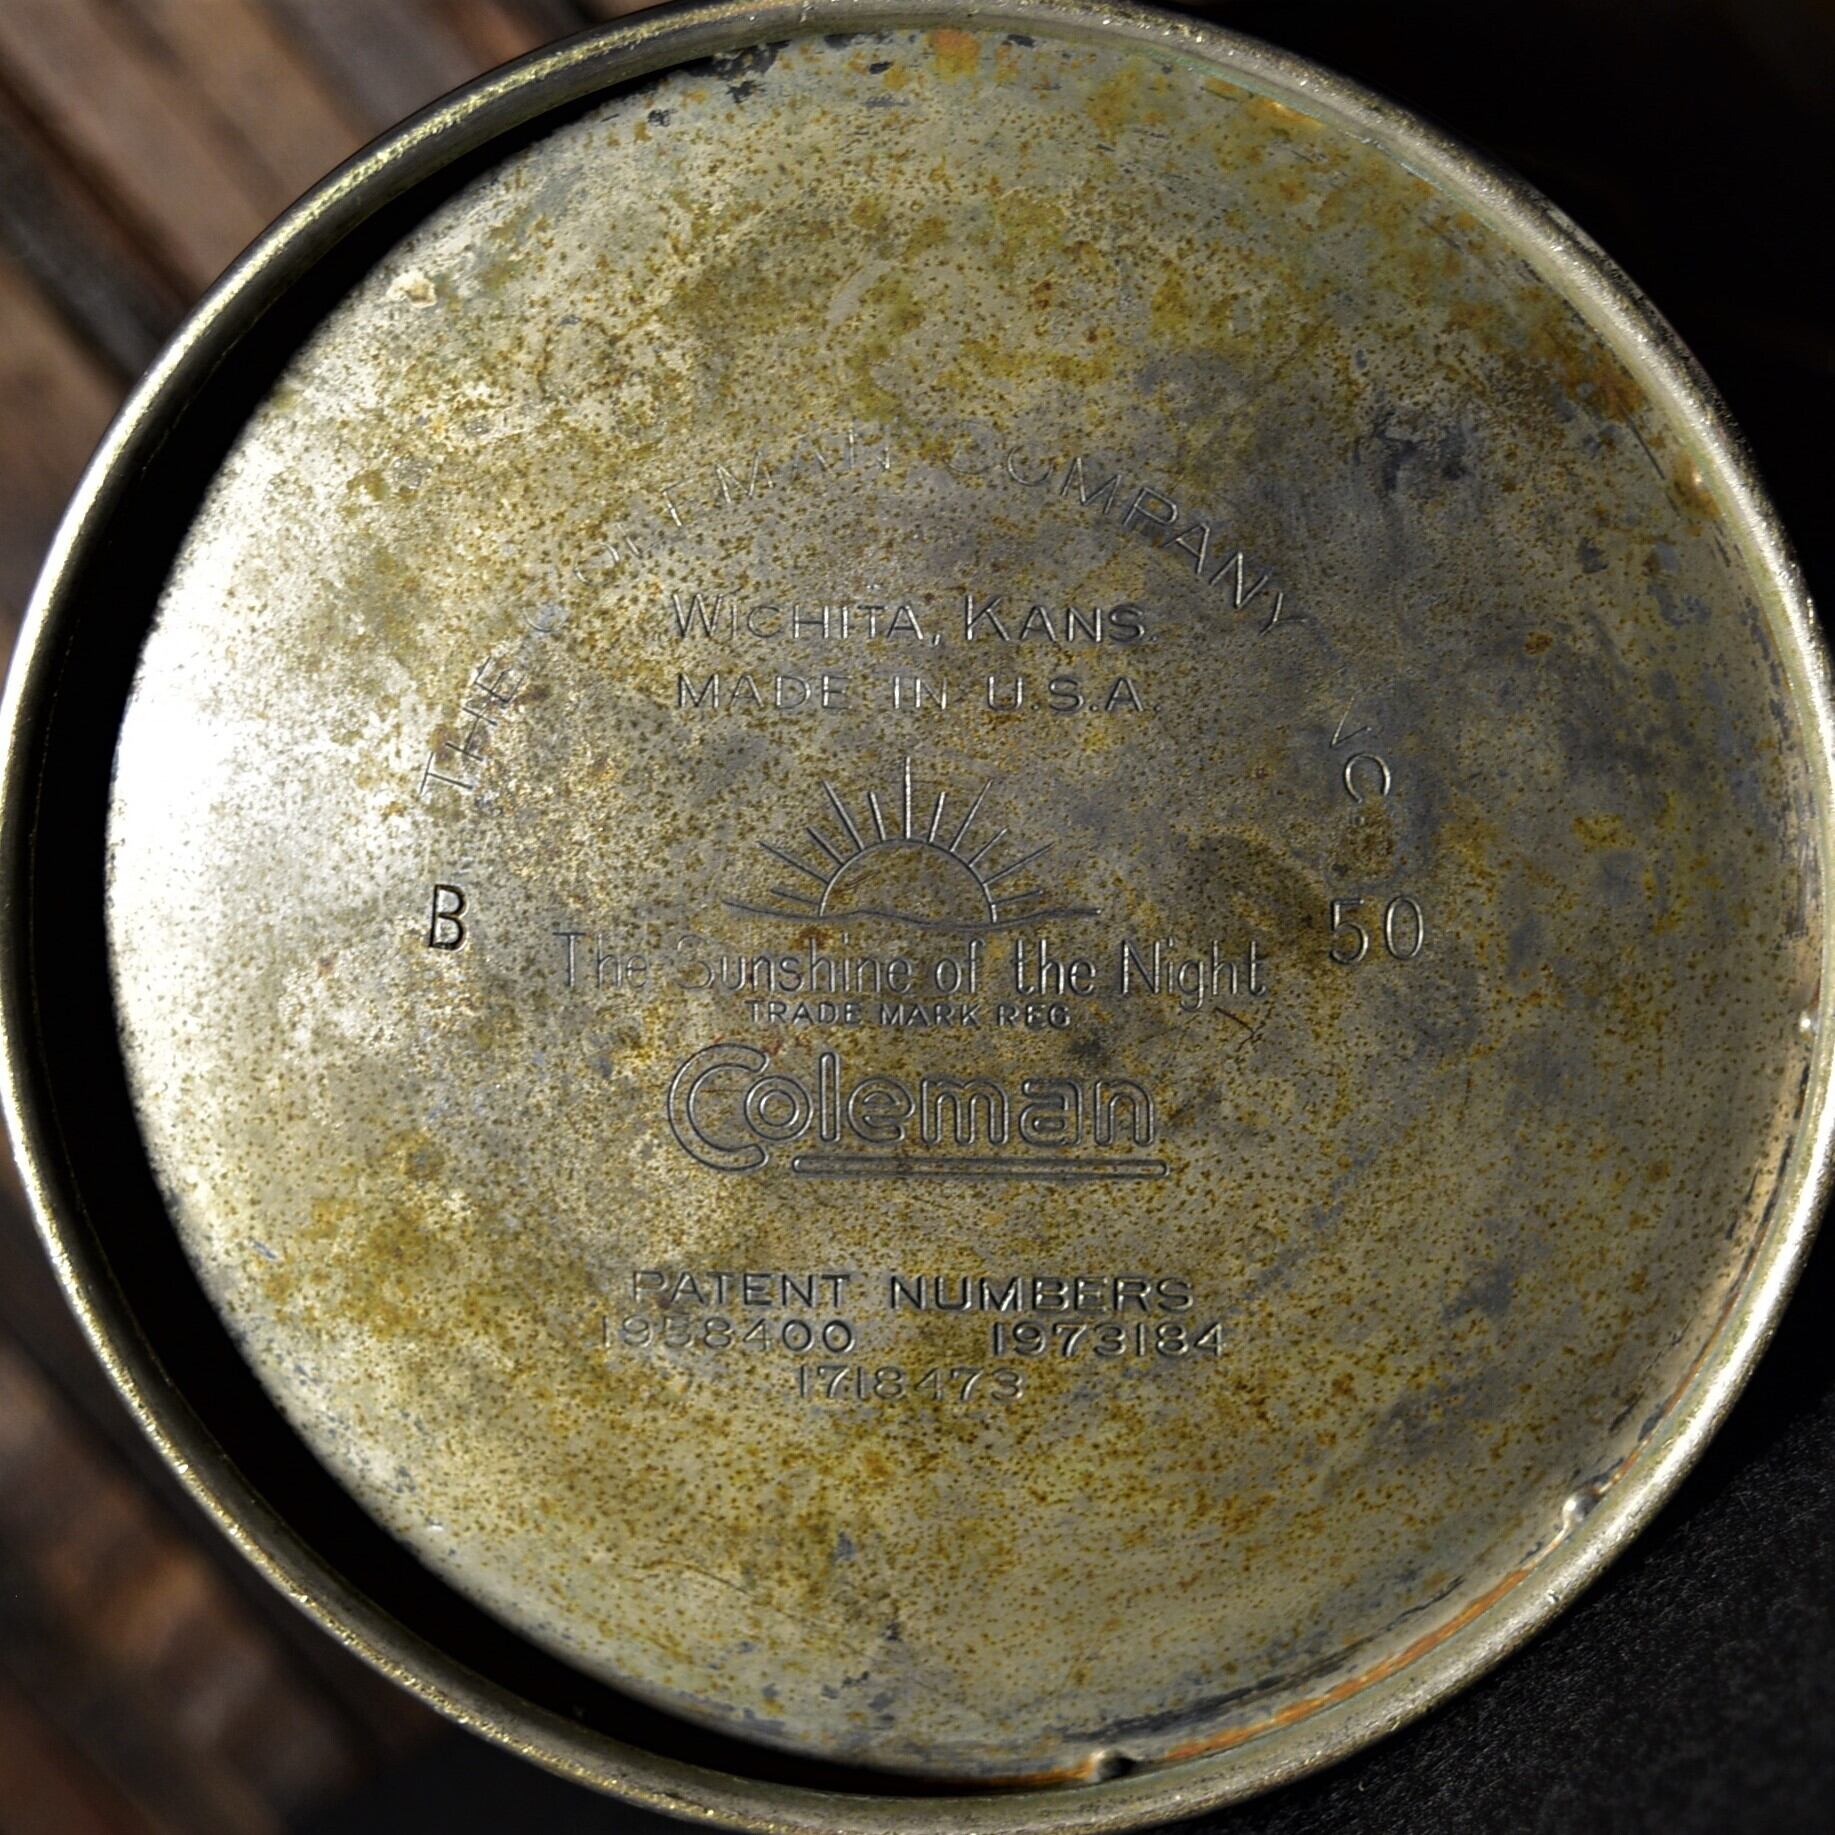 THE COLEMAN COMPANY INC.
WICHITA, KANS.
MADE IN U.S.A.
B 50
The Sunshine of the Night
TRADE MARK REG
Coleman
PATENT NUMBERS
1958400 1973184
1718473